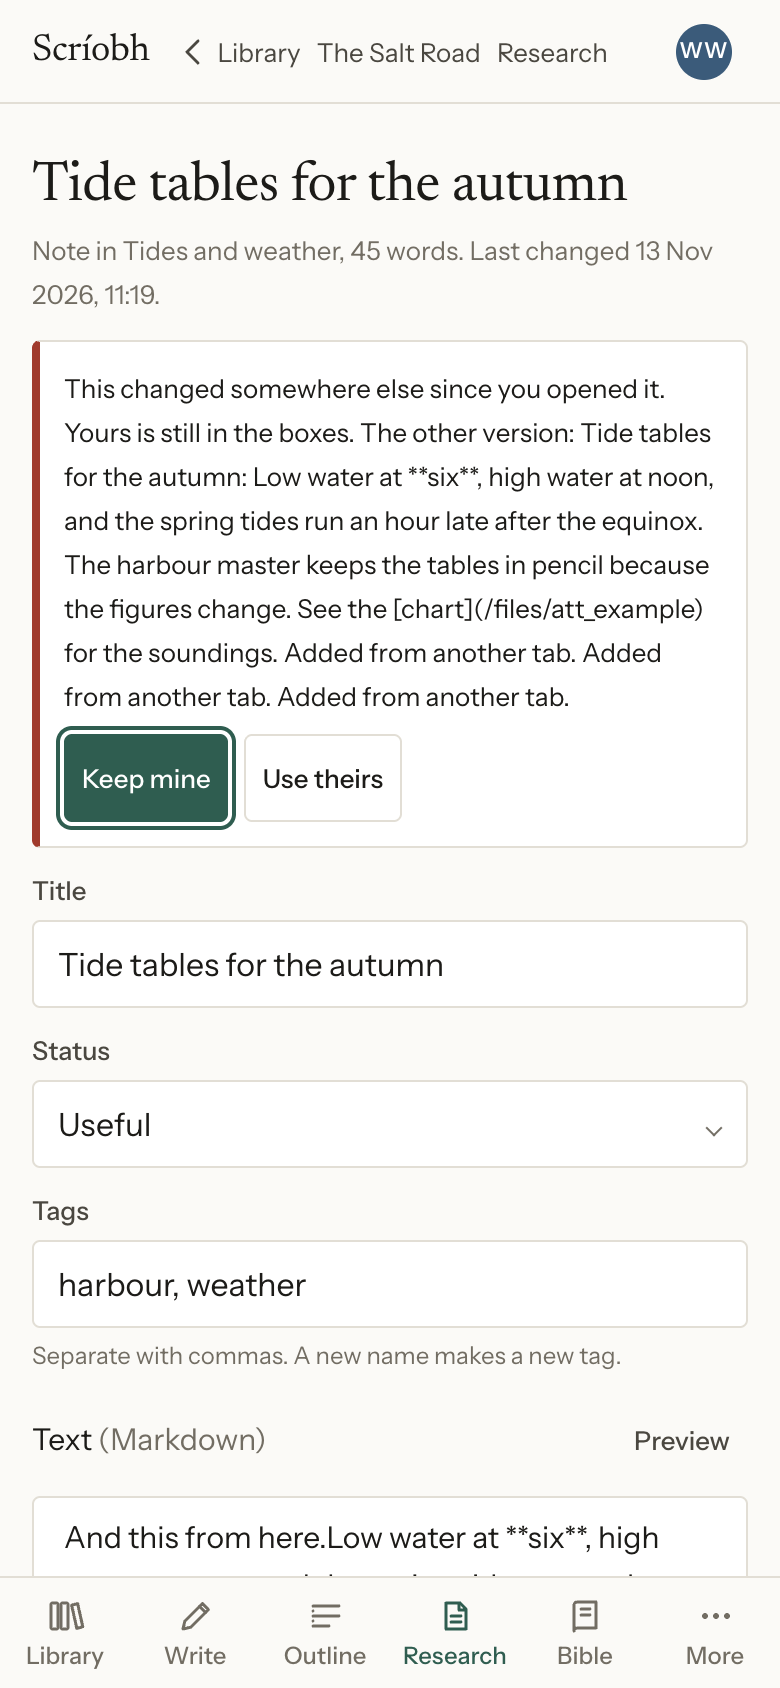 Scríobh
Library The Salt Road Research
WW
Tide tables for the autumn
Note in Tides and weather, 45 words. Last changed 13 Nov
2026, 11:19.
This changed somewhere else since you opened it.
Yours is still in the boxes. The other version: Tide tables
for the autumn: Low water at **six**, high water at noon,
and the spring tides run an hour late after the equinox.
The harbour master keeps the tables in pencil because
the figures change. See the [chart](/files/att_example)
for the soundings. Added from another tab. Added
from another tab. Added from another tab.
Keep mine Use theirs
Title
Tide tables for the autumn
Status
Useful
Tags
harbour, weather
Separate with commas. A new name makes a new tag.
Text (Markdown) Preview
And this from here.Low water at **six**, high
Library Write Outline Research Bible More